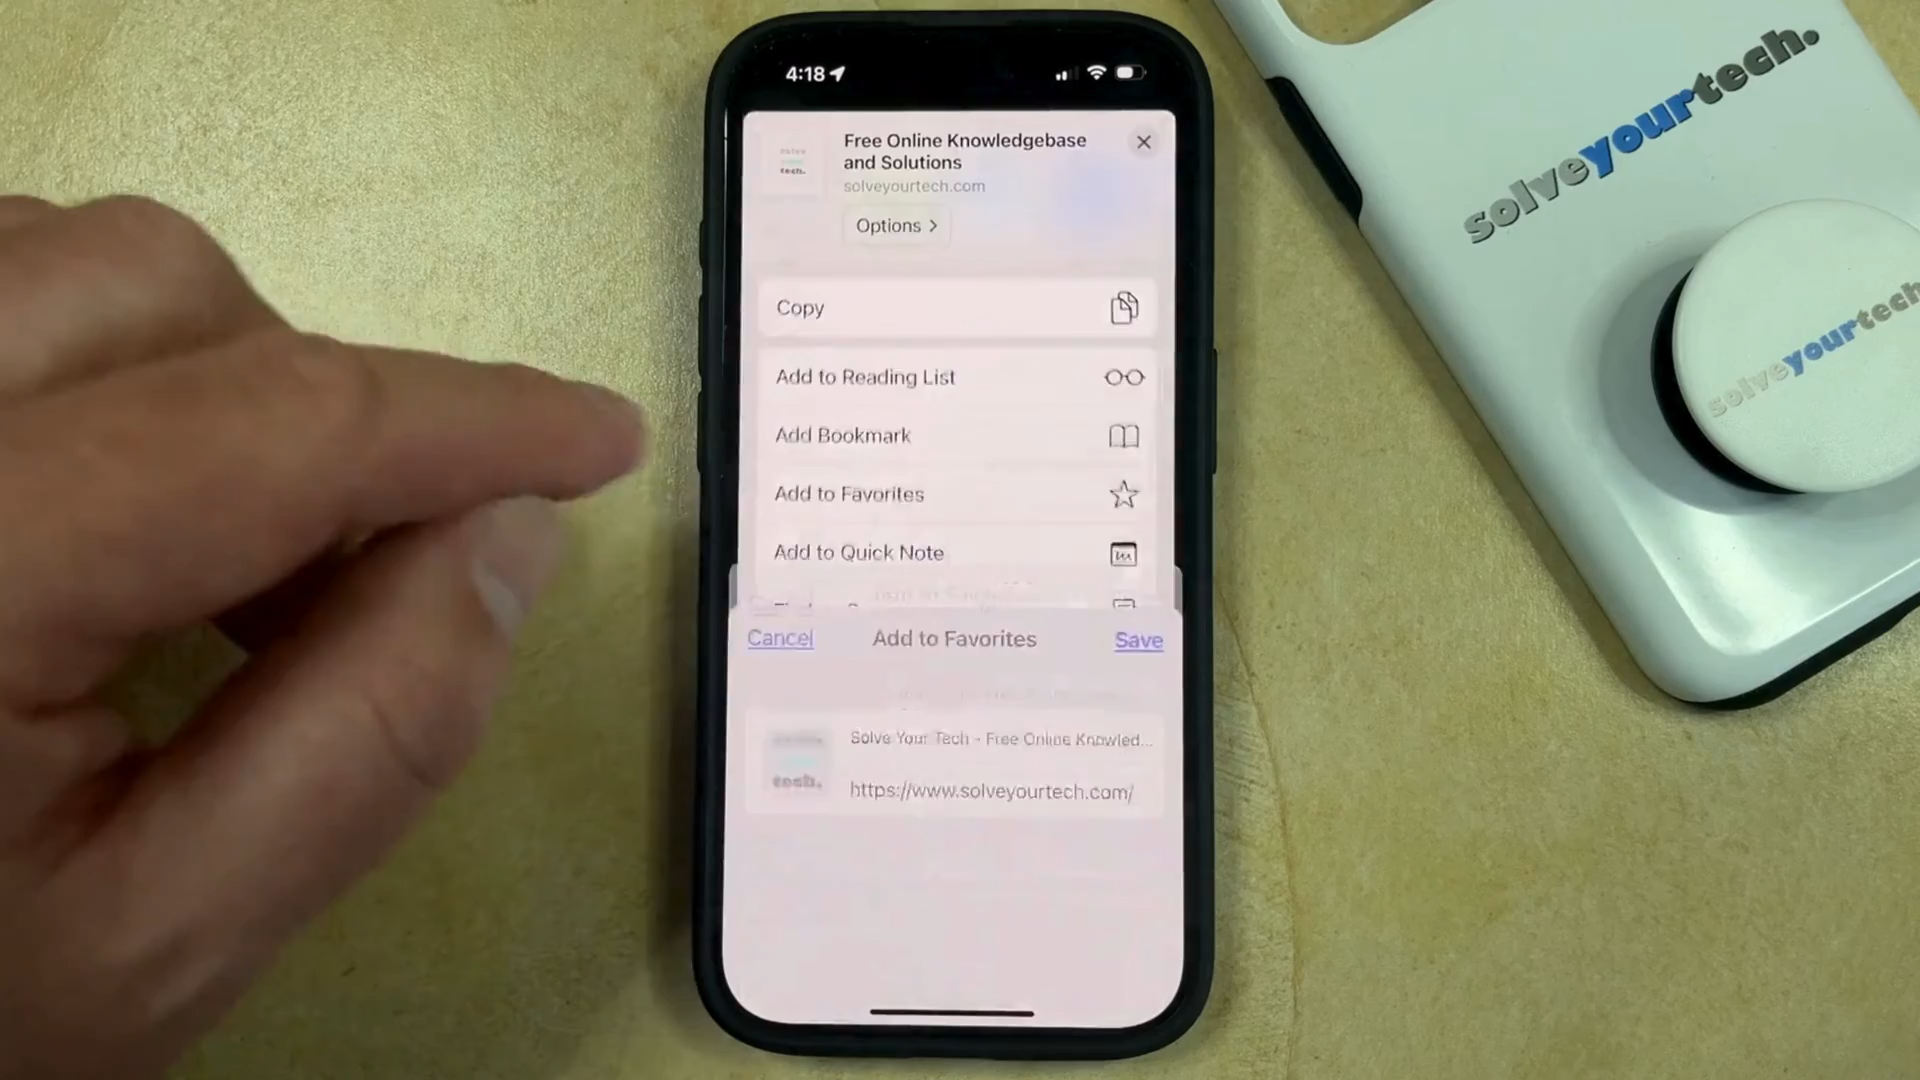 4:18
Free Online Knowledgebase
and Solutions
solveyourtech.com
Options
Copy
Add to Reading List
Add Bookmark
Add to Favorites
Add to Quick Note
Cancel
Add to Favorites
Save
Solve Your Tech - Free Online Knowled...
tech.
https://www.solveyourtech.com/
solveyourtech.
solveyourtech